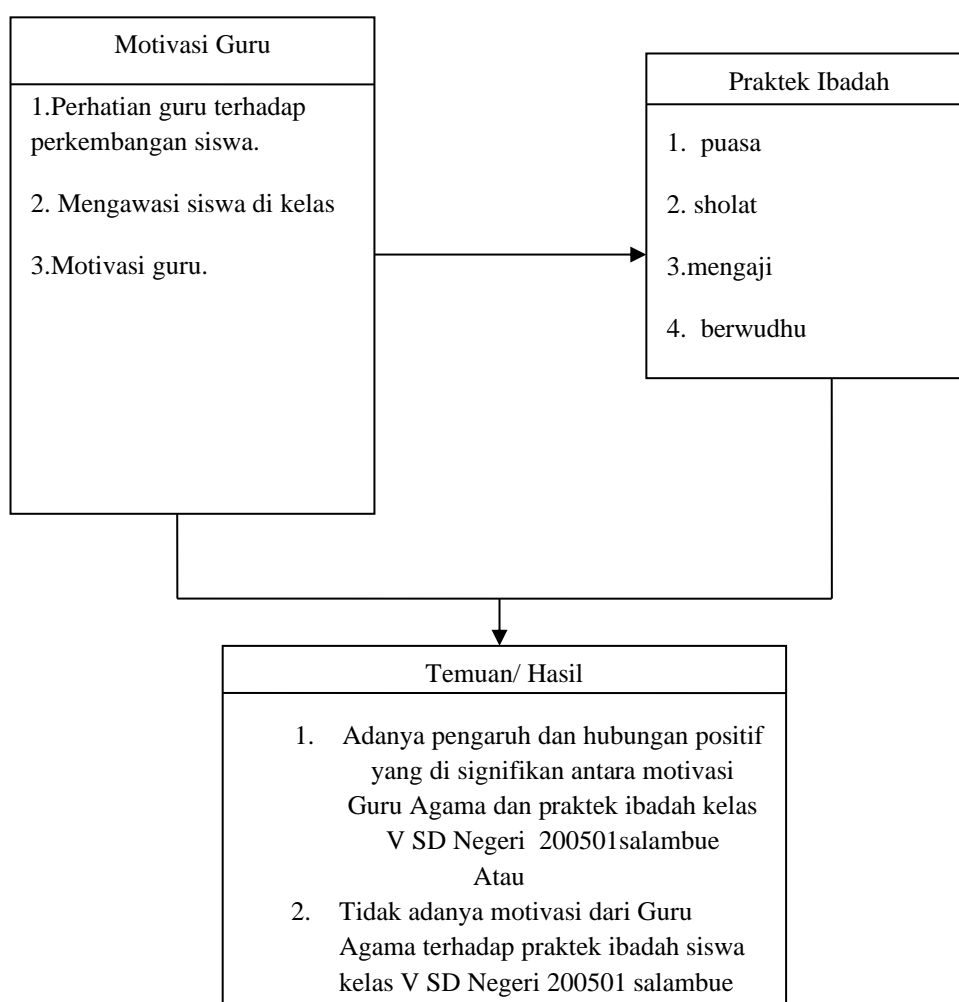 Motivasi Guru
1.Perhatian guru terhadap
perkembangan siswa.
2. Mengawasi siswa di kelas
3.Motivasi guru.
Praktek Ibadah
1. puasa
2. sholat
3.mengaji
4. berwudhu
Temuan/ Hasil
1. Adanya pengaruh dan hubungan positif
yang di signifikan antara motivasi
Guru Agama dan praktek ibadah kelas
V SD Negeri 200501salambue
Atau
2. Tidak adanya motivasi dari Guru
Agama terhadap praktek ibadah siswa
kelas V SD Negeri 200501 salambue